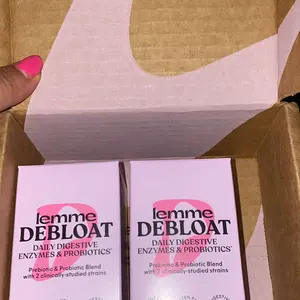 lemme
DEBLOAT
DAILY DIGESTIVE
ENZYMES & PROBIOTICS*
Prebiotic & Probiotic Blend
with 2 clinically-studied strains
lemme
DEBLOAT
DAILY DIGESTIVE
ENZYMES & PROBIOTICS*
Prebiotic & Probiotic Blend
with 2 clinically-studied strains